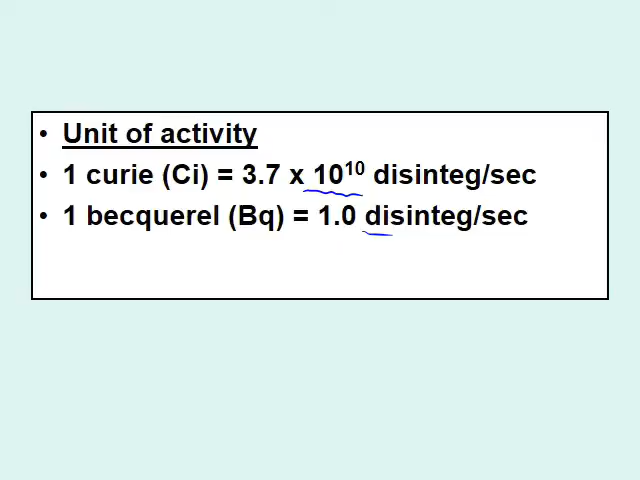 • Unit of activity
• 1 curie (Ci) = 3.7 x 10¹⁰ disinteg/sec
• 1 becquerel (Bq) = 1.0 disinteg/sec